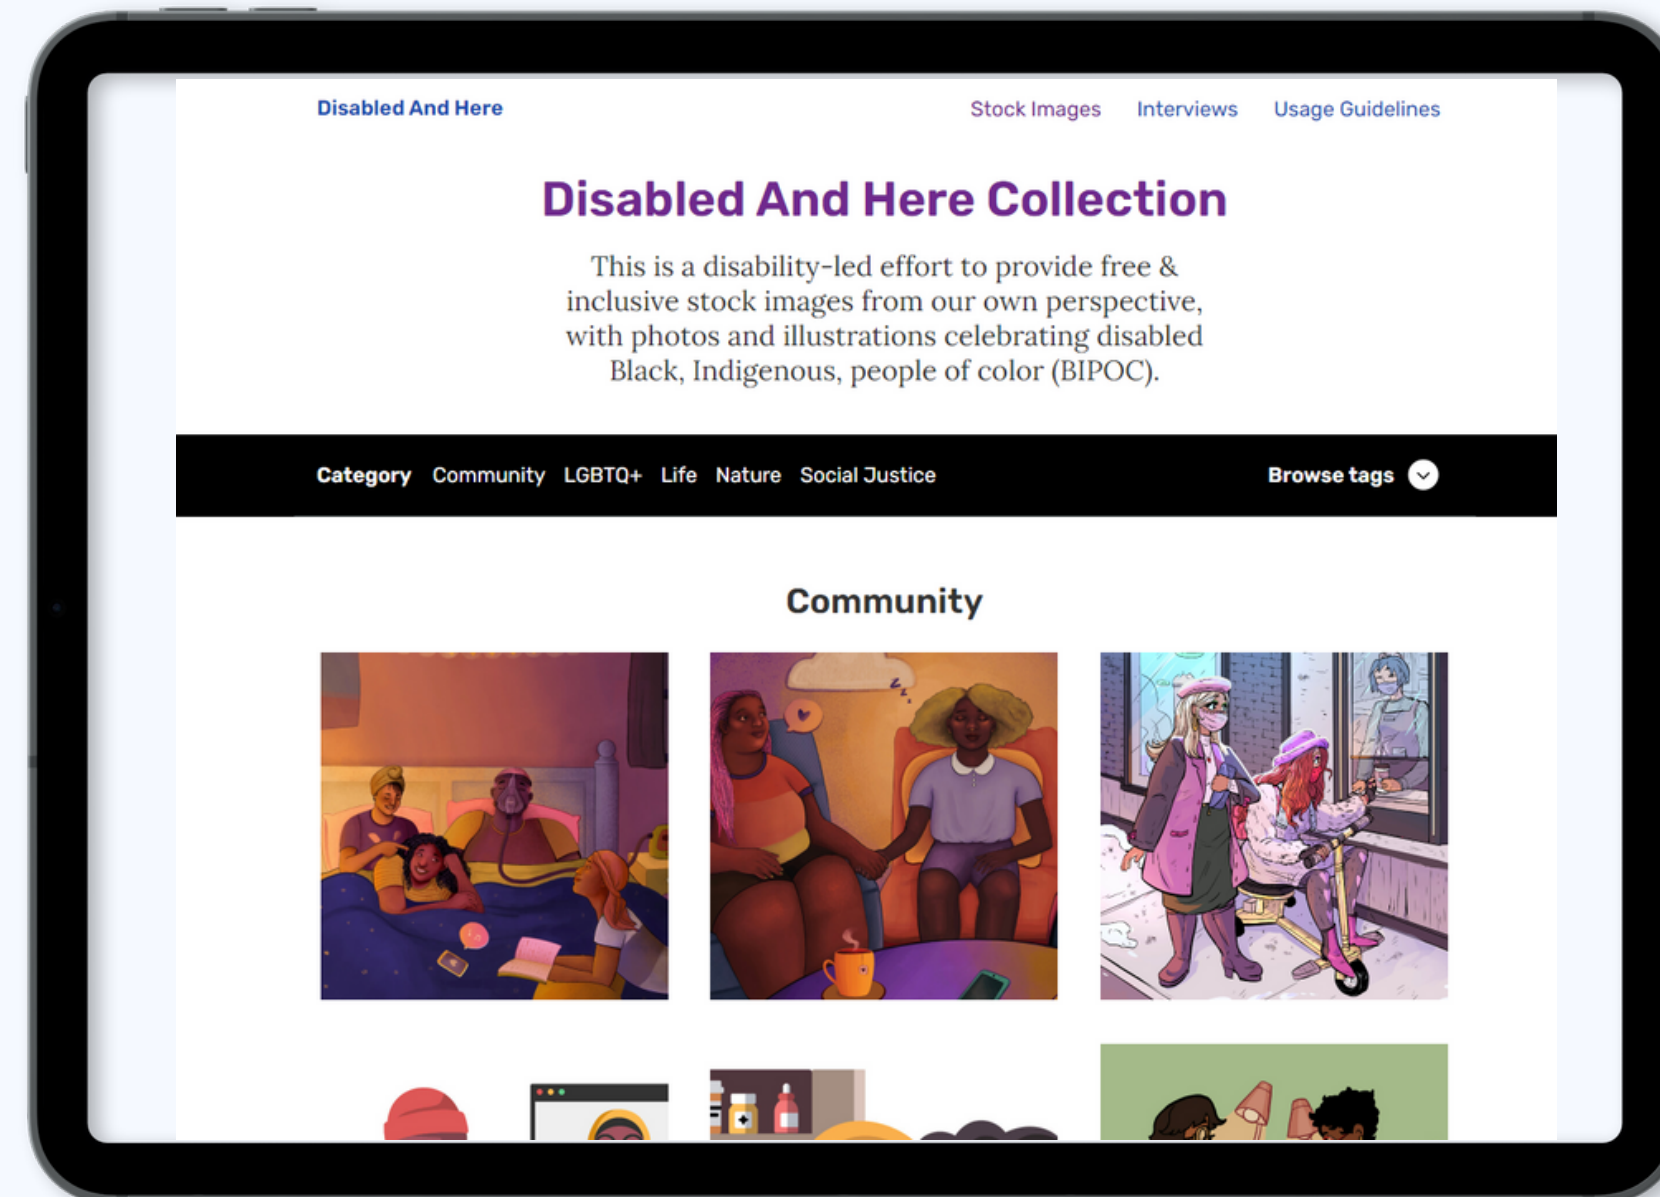 Disabled And Here
Stock Images Interviews Usage Guidelines
Disabled And Here Collection
This is a disability-led effort to provide free &
inclusive stock images from our own perspective,
with photos and illustrations celebrating disabled
Black, Indigenous, people of color (BIPOC).
Category Community LGBTQ+ Life Nature Social Justice
Browse tags
Community
z z z